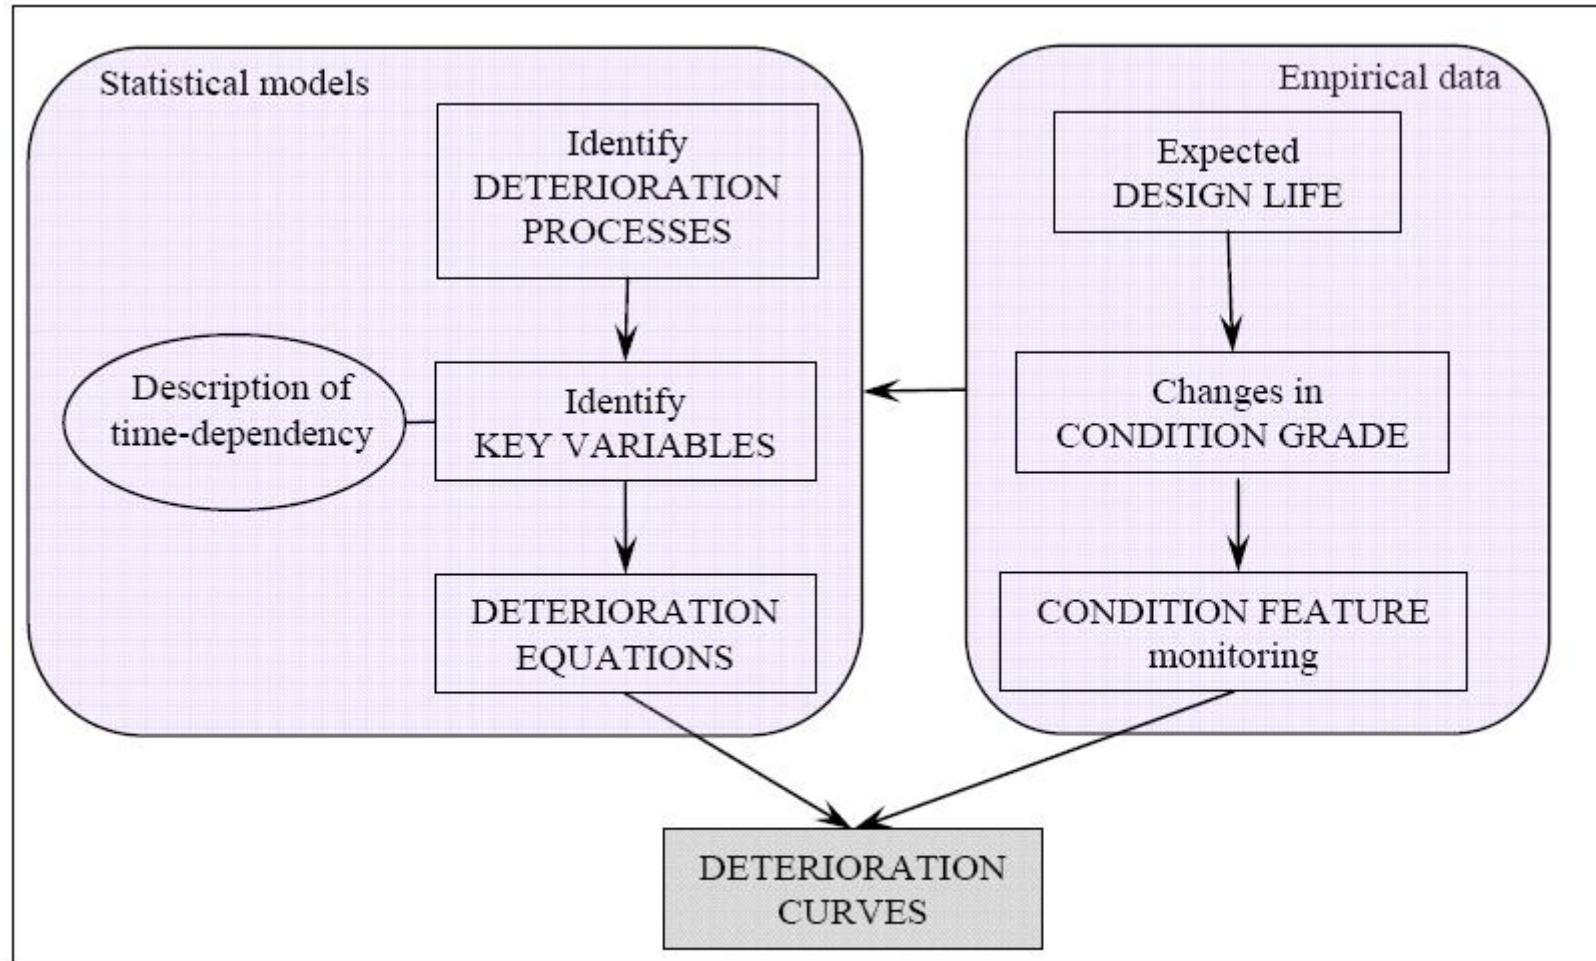 Statistical models
Identify
DETERIORATION
PROCESSES
Description of
time-dependency
Identify
KEY VARIABLES
DETERIORATION
EQUATIONS
Empirical data
Expected
DESIGN LIFE
Changes in
CONDITION GRADE
CONDITION FEATURE
monitoring
DETERIORATION
CURVES